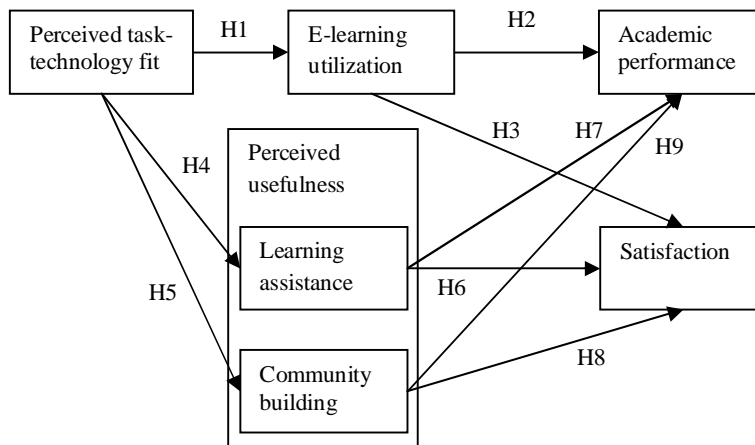 Perceived task-
technology fit
H1
E-learning
utilization
H2
Academic
performance
H3
H7
H9
H4
Perceived
usefulness
Learning
assistance
H6
Satisfaction
H5
Community
building
H8